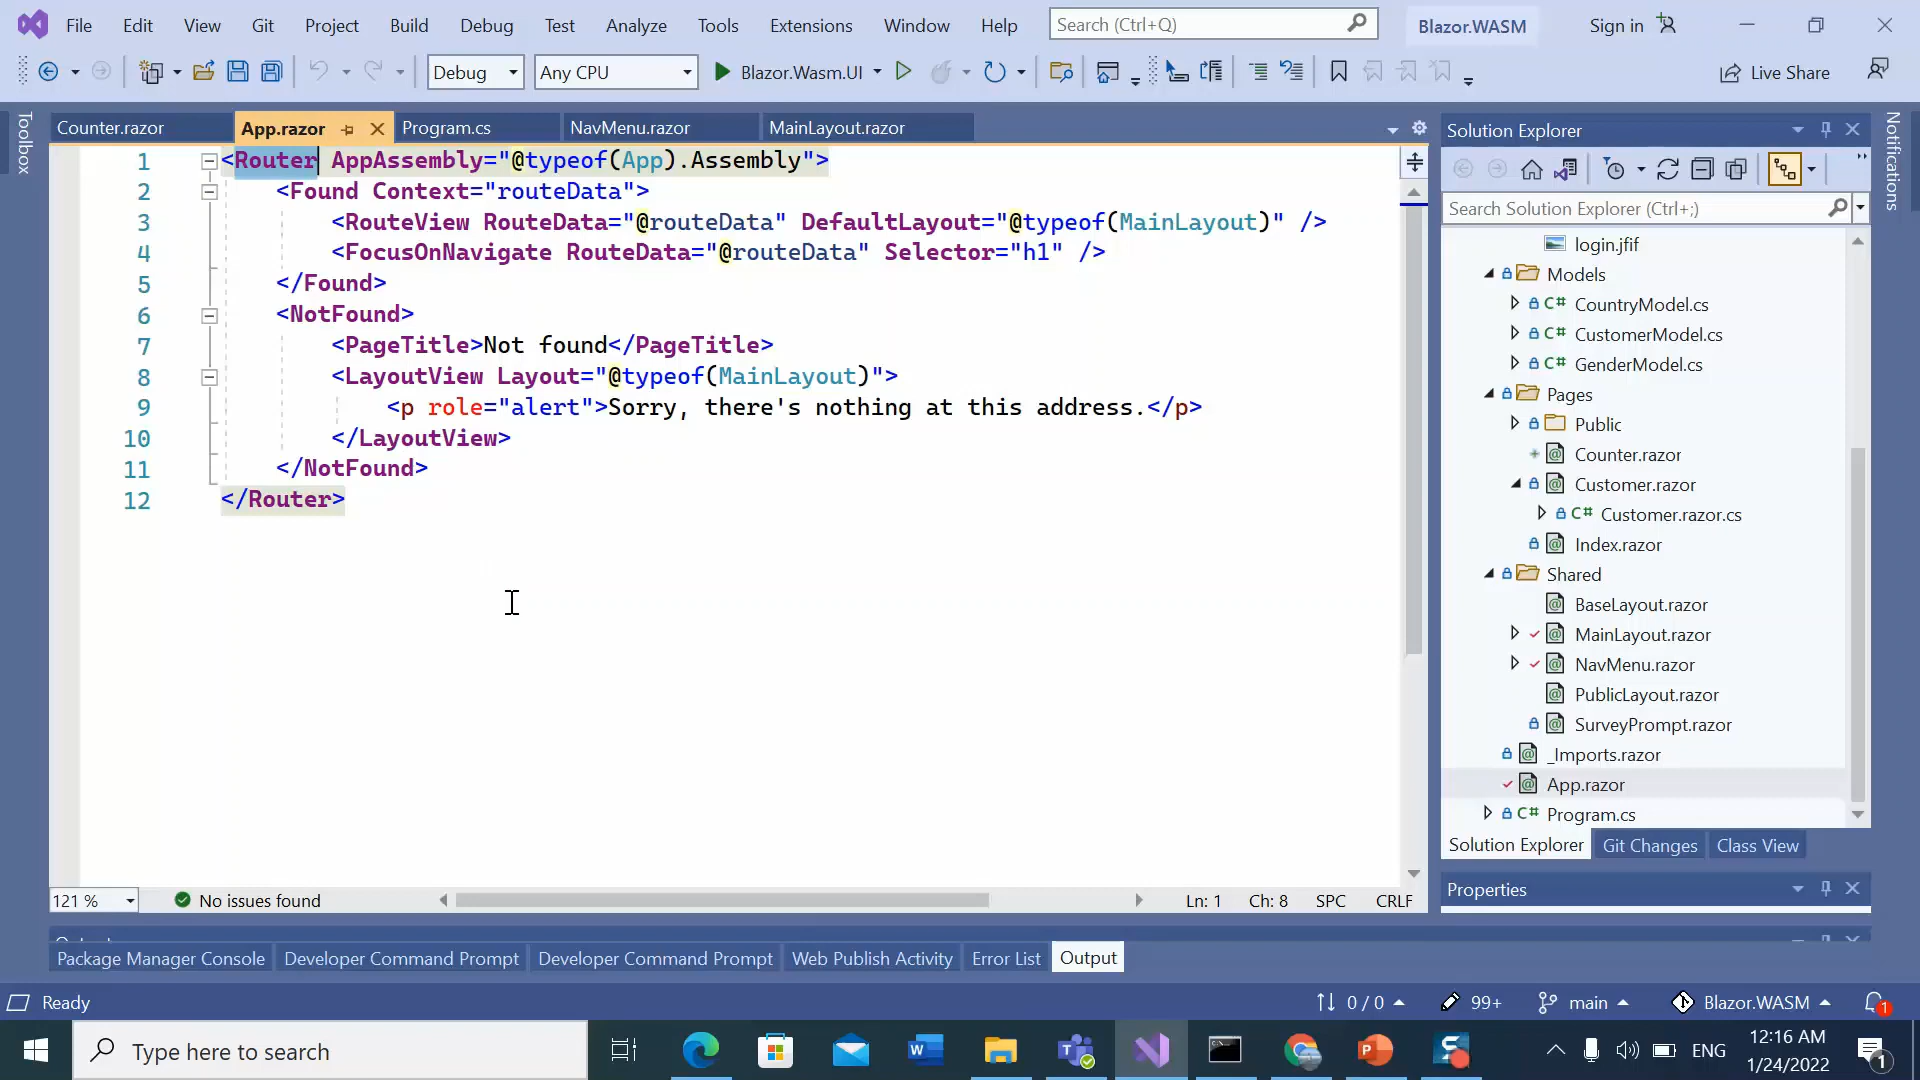 File Edit View Git Project Build Debug Test Analyze Tools Extensions Window Help Search (Ctrl+Q) Blazor.WASM Sign in
Debug Any CPU Blazor.Wasm.UI Live Share
Toolbox
Counter.razor App.razor Program.cs NavMenu.razor MainLayout.razor
1 <Router AppAssembly="@typeof(App).Assembly">
2 <Found Context="routeData">
3 <RouteView RouteData="@routeData" DefaultLayout="@typeof(MainLayout)" />
4 <FocusOnNavigate RouteData="@routeData" Selector="h1" />
5 </Found>
6 <NotFound>
7 <PageTitle>Not found</PageTitle>
8 <LayoutView Layout="@typeof(MainLayout)">
9 <p role="alert">Sorry, there's nothing at this address.</p>
10 </LayoutView>
11 </NotFound>
12 </Router>
121 % No issues found Ln: 1 Ch: 8 SPC CRLF
Solution Explorer
Search Solution Explorer (Ctrl+;)
login.jfif
Models
C# CountryModel.cs
C# CustomerModel.cs
C# GenderModel.cs
Pages
Public
Counter.razor
Customer.razor
C# Customer.razor.cs
Index.razor
Shared
BaseLayout.razor
MainLayout.razor
NavMenu.razor
PublicLayout.razor
SurveyPrompt.razor
_Imports.razor
App.razor
C# Program.cs
Solution Explorer Git Changes Class View
Properties
Notifications
Package Manager Console Developer Command Prompt Developer Command Prompt Web Publish Activity Error List Output
Ready 0 / 0 99+ main Blazor.WASM 1
Type here to search
ENG
12:16 AM
1/24/2022
1